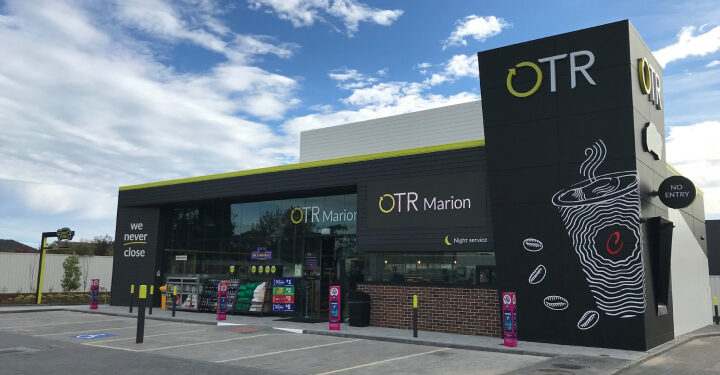 OTR
OTR
NO
ENTRY
OTR Marion
OTR Marion
Night service
we
never
close